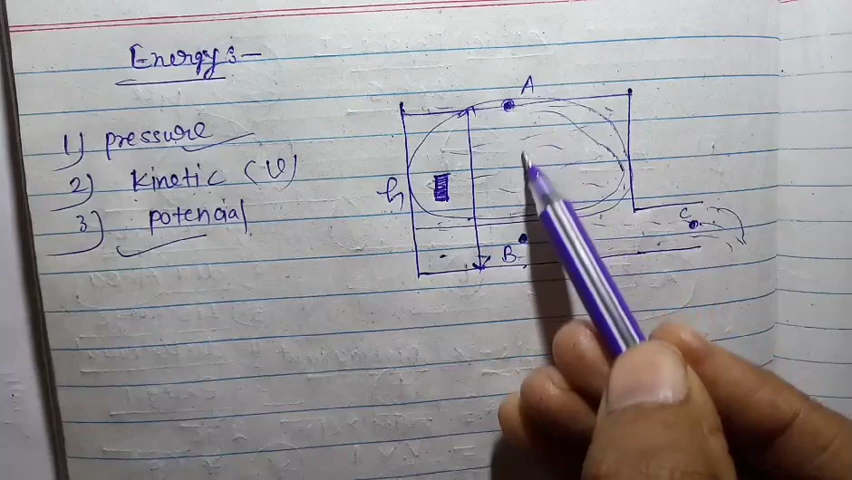 Energy:-
1) pressure
2) kinetic (v)
3) potencial
A
h
B
C